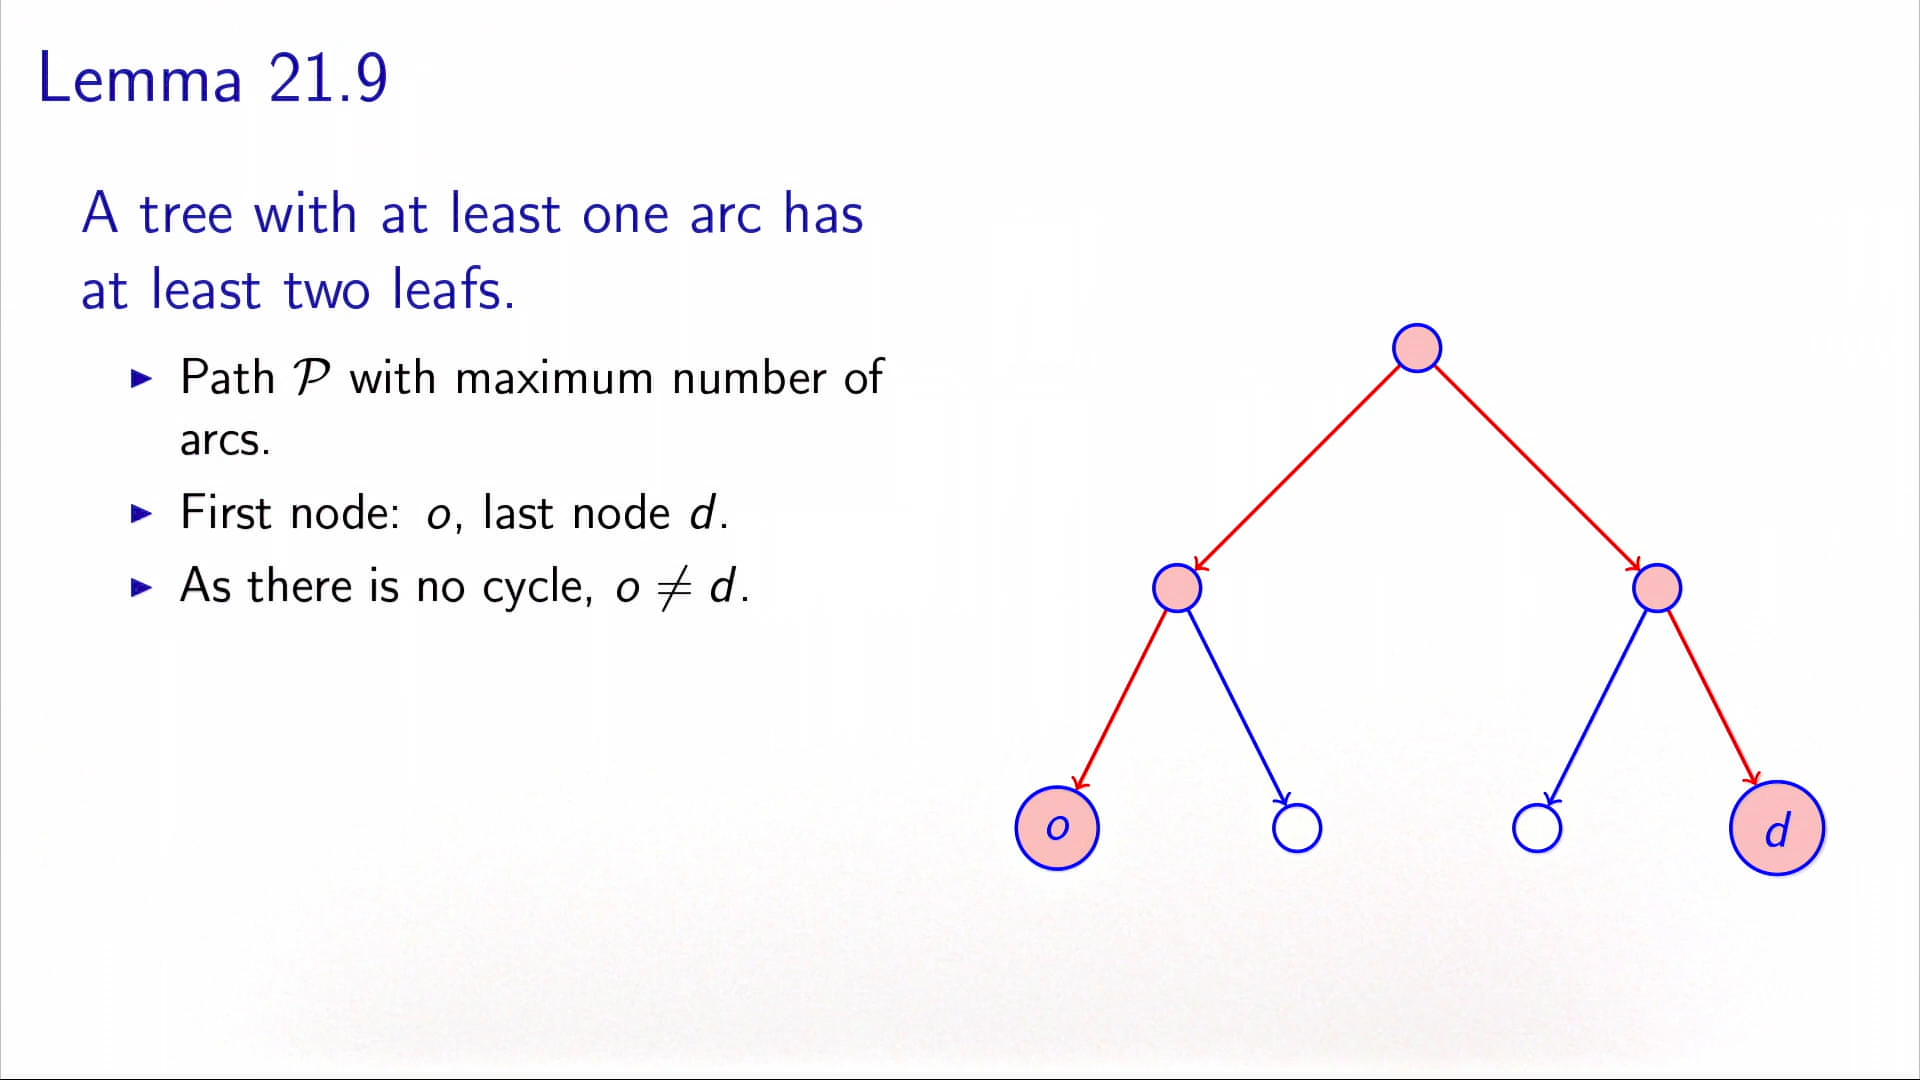 Lemma 21.9
A tree with at least one arc has
at least two leafs.
▶ Path 𝒫 with maximum number of
arcs.
▶ First node: o, last node d.
▶ As there is no cycle, o ≠ d.
o
d